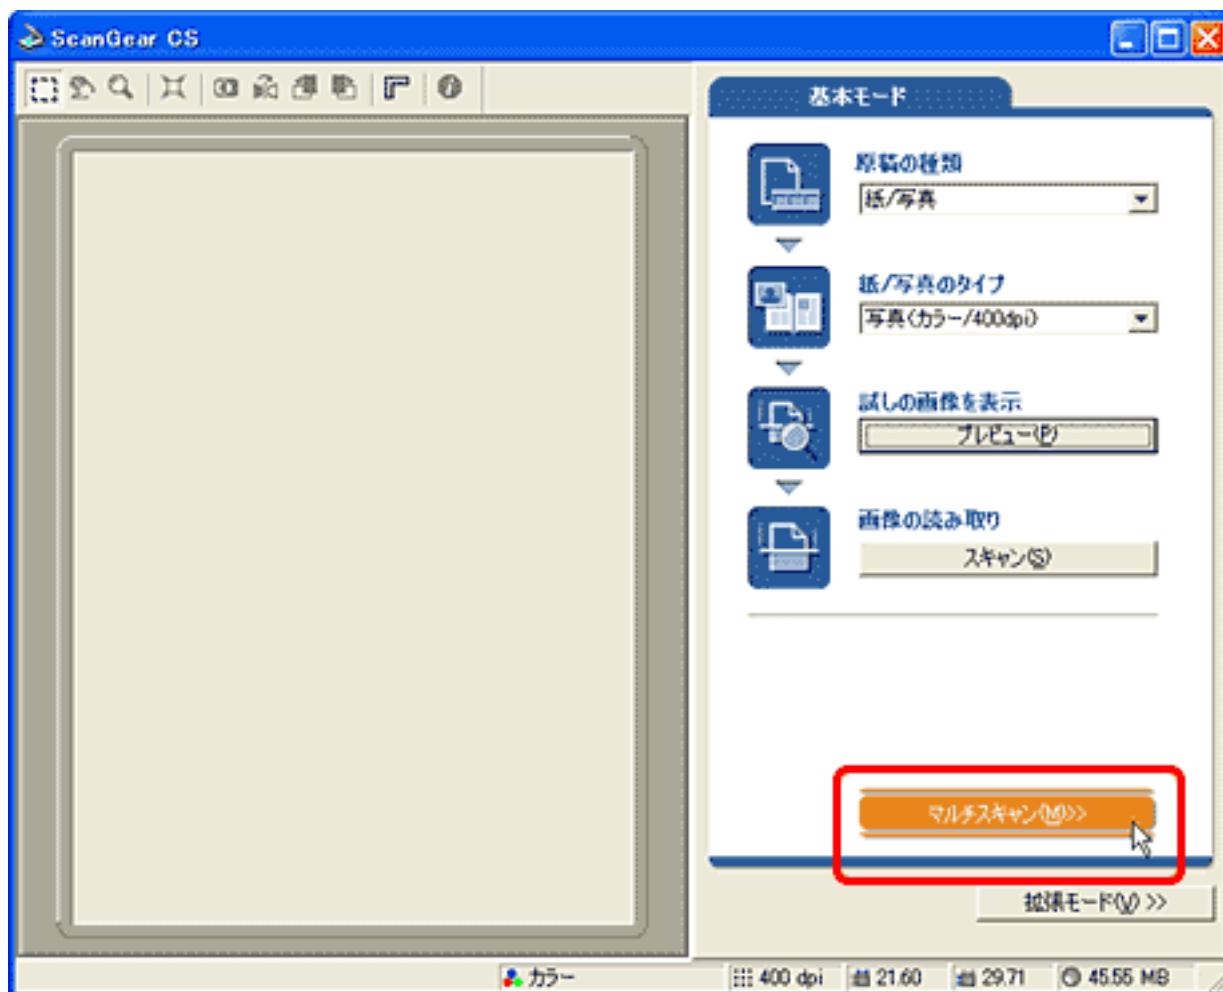 ScanGear CS
基本モード
原稿の種類
紙/写真
紙/写真のタイプ
写真(カラー/400dpi)
試しの画像を表示
プレビュー(P)
画像の読み取り
スキャン(S)
マルチスキャン(M)>>
拡張モード(V) >>
カラー 400 dpi 21.60 29.71 45.55 MB